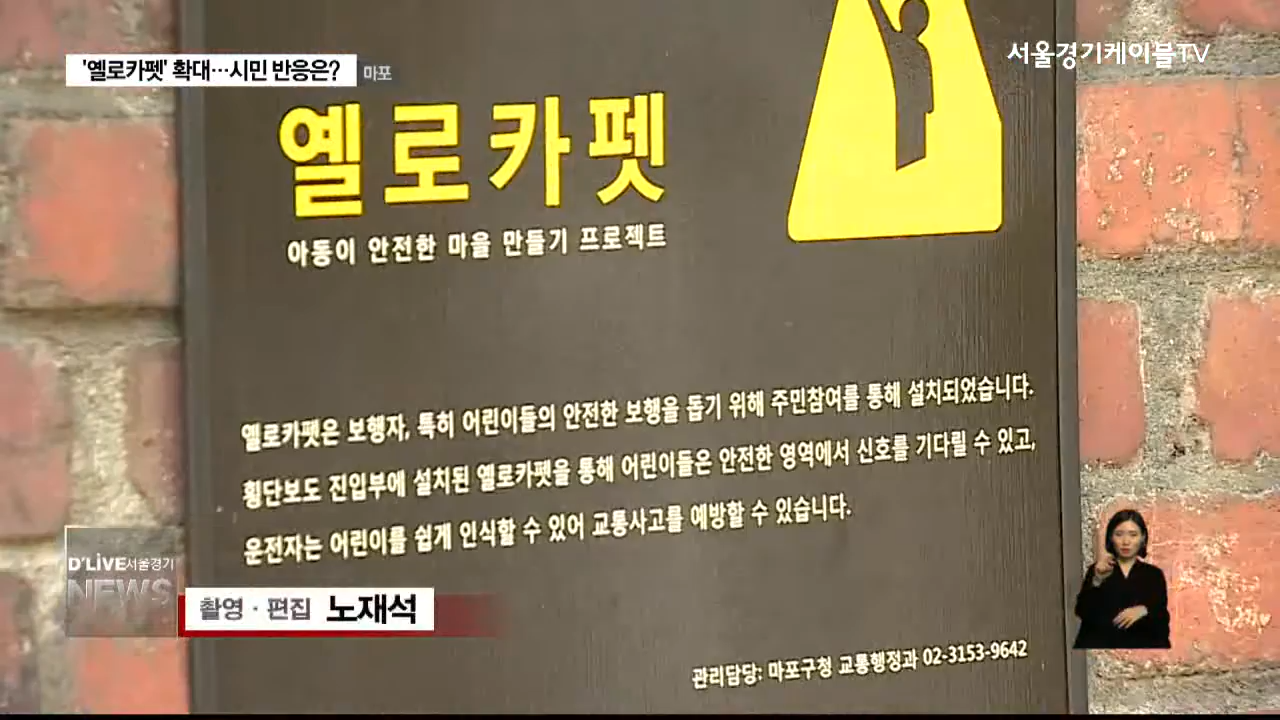 '옐로카펫' 확대…시민 반응은? 마포
서울경기케이블TV
옐로카펫
아동이 안전한 마을 만들기 프로젝트
옐로카펫은 보행자, 특히 어린이들의 안전한 보행을 돕기 위해 주민참여를 통해 설치되었습니다.
횡단보도 진입부에 설치된 옐로카펫을 통해 어린이들은 안전한 영역에서 신호를 기다릴 수 있고,
운전자는 어린이를 쉽게 인식할 수 있어 교통사고를 예방할 수 있습니다.
D'LIVE서울경기
NEWS
촬영·편집 노재석
관리담당: 마포구청 교통행정과 02-3153-9642